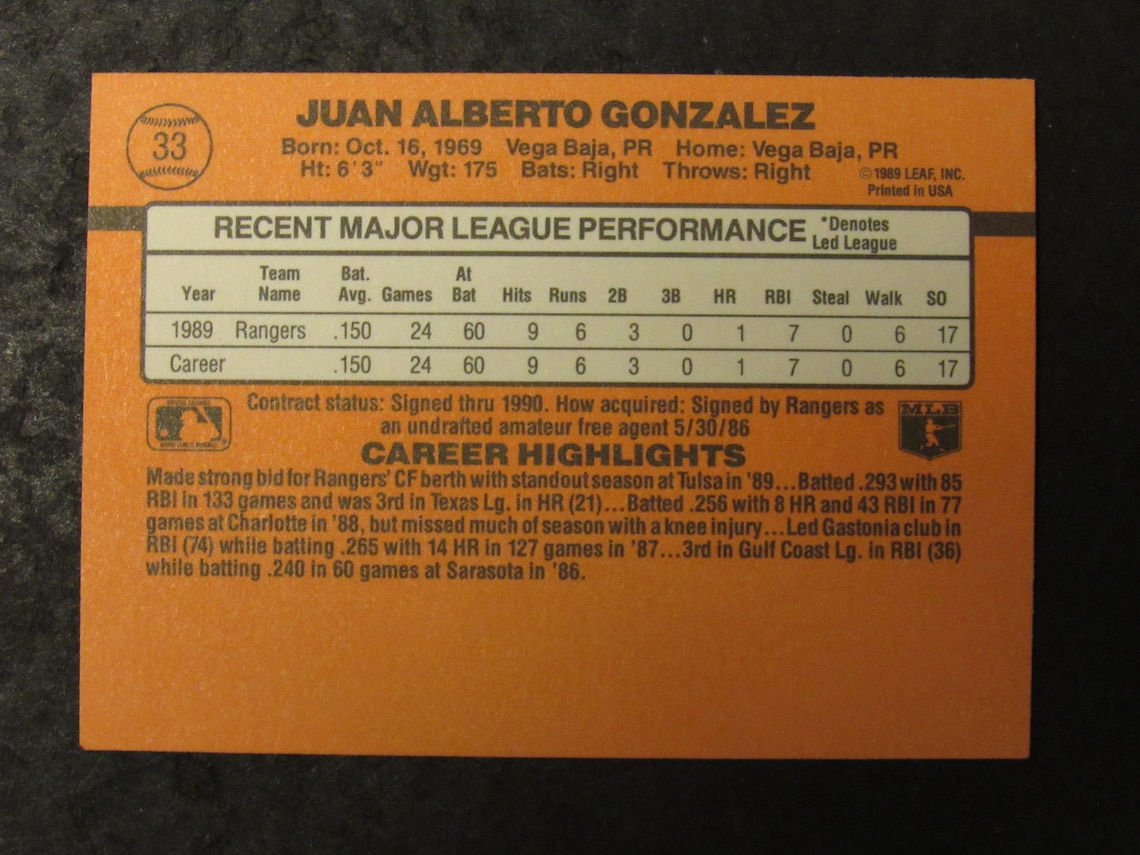 33
JUAN ALBERTO GONZALEZ
Born: Oct. 16, 1969 Vega Baja, PR Home: Vega Baja, PR
Ht: 6'3" Wgt: 175 Bats: Right Throws: Right
©1989 LEAF, INC.
Printed in USA
RECENT MAJOR LEAGUE PERFORMANCE *Denotes Led League
Year Team Name Bat. Avg. Games At Bat Hits Runs 2B 3B HR RBI Steal Walk SO
1989 Rangers .150 24 60 9 6 3 0 1 7 0 6 17
Career .150 24 60 9 6 3 0 1 7 0 6 17
Contract status: Signed thru 1990. How acquired: Signed by Rangers as
an undrafted amateur free agent 5/30/86
MLB
CAREER HIGHLIGHTS
Made strong bid for Rangers' CF berth with standout season at Tulsa in '89...Batted .293 with 85
RBI in 133 games and was 3rd in Texas Lg. in HR (21)...Batted .256 with 8 HR and 43 RBI in 77
games at Charlotte in '88, but missed much of season with a knee injury...Led Gastonia club in
RBI (74) while batting .265 with 14 HR in 127 games in '87...3rd in Gulf Coast Lg. in RBI (36)
while batting .240 in 60 games at Sarasota in '86.